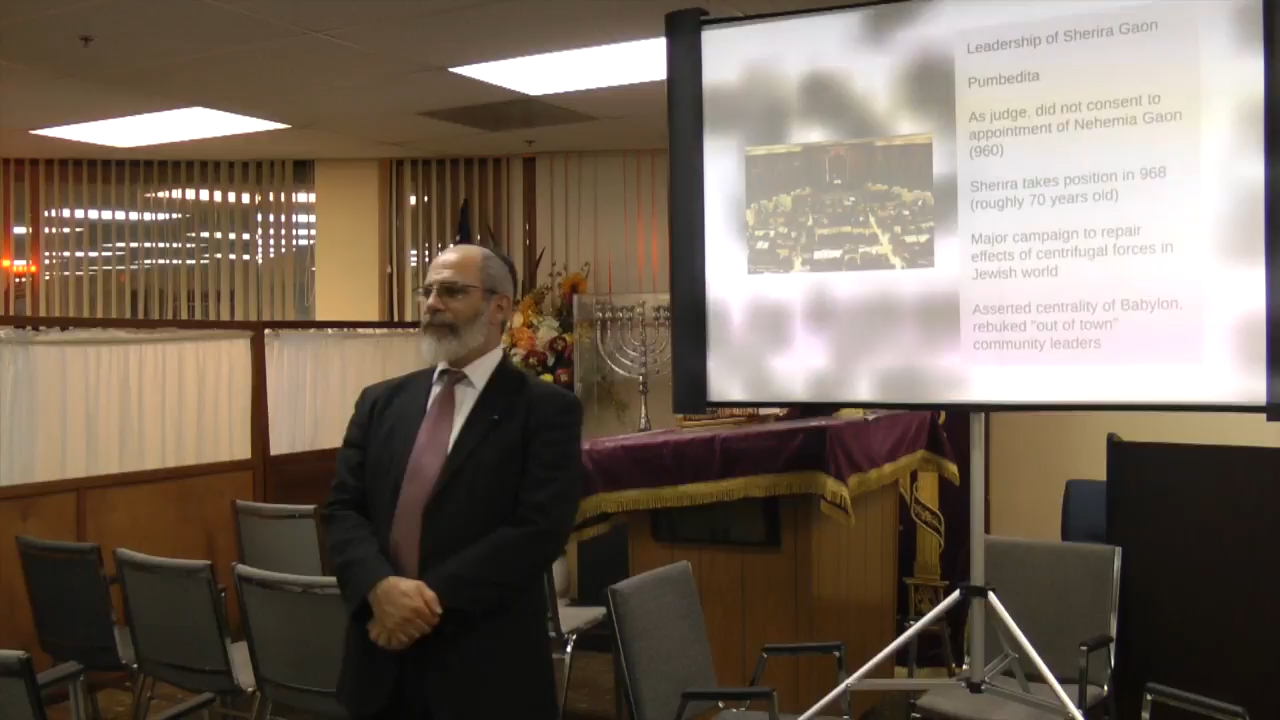 Leadership of Sherira Gaon
Pumbedita
As judge, did not consent to
appointment of Nehemia Gaon
(960)
Sherira takes position in 968
(roughly 70 years old)
Major campaign to repair
effects of centrifugal forces in
Jewish world
Asserted centrality of Babylon,
rebuked "out of town"
community leaders